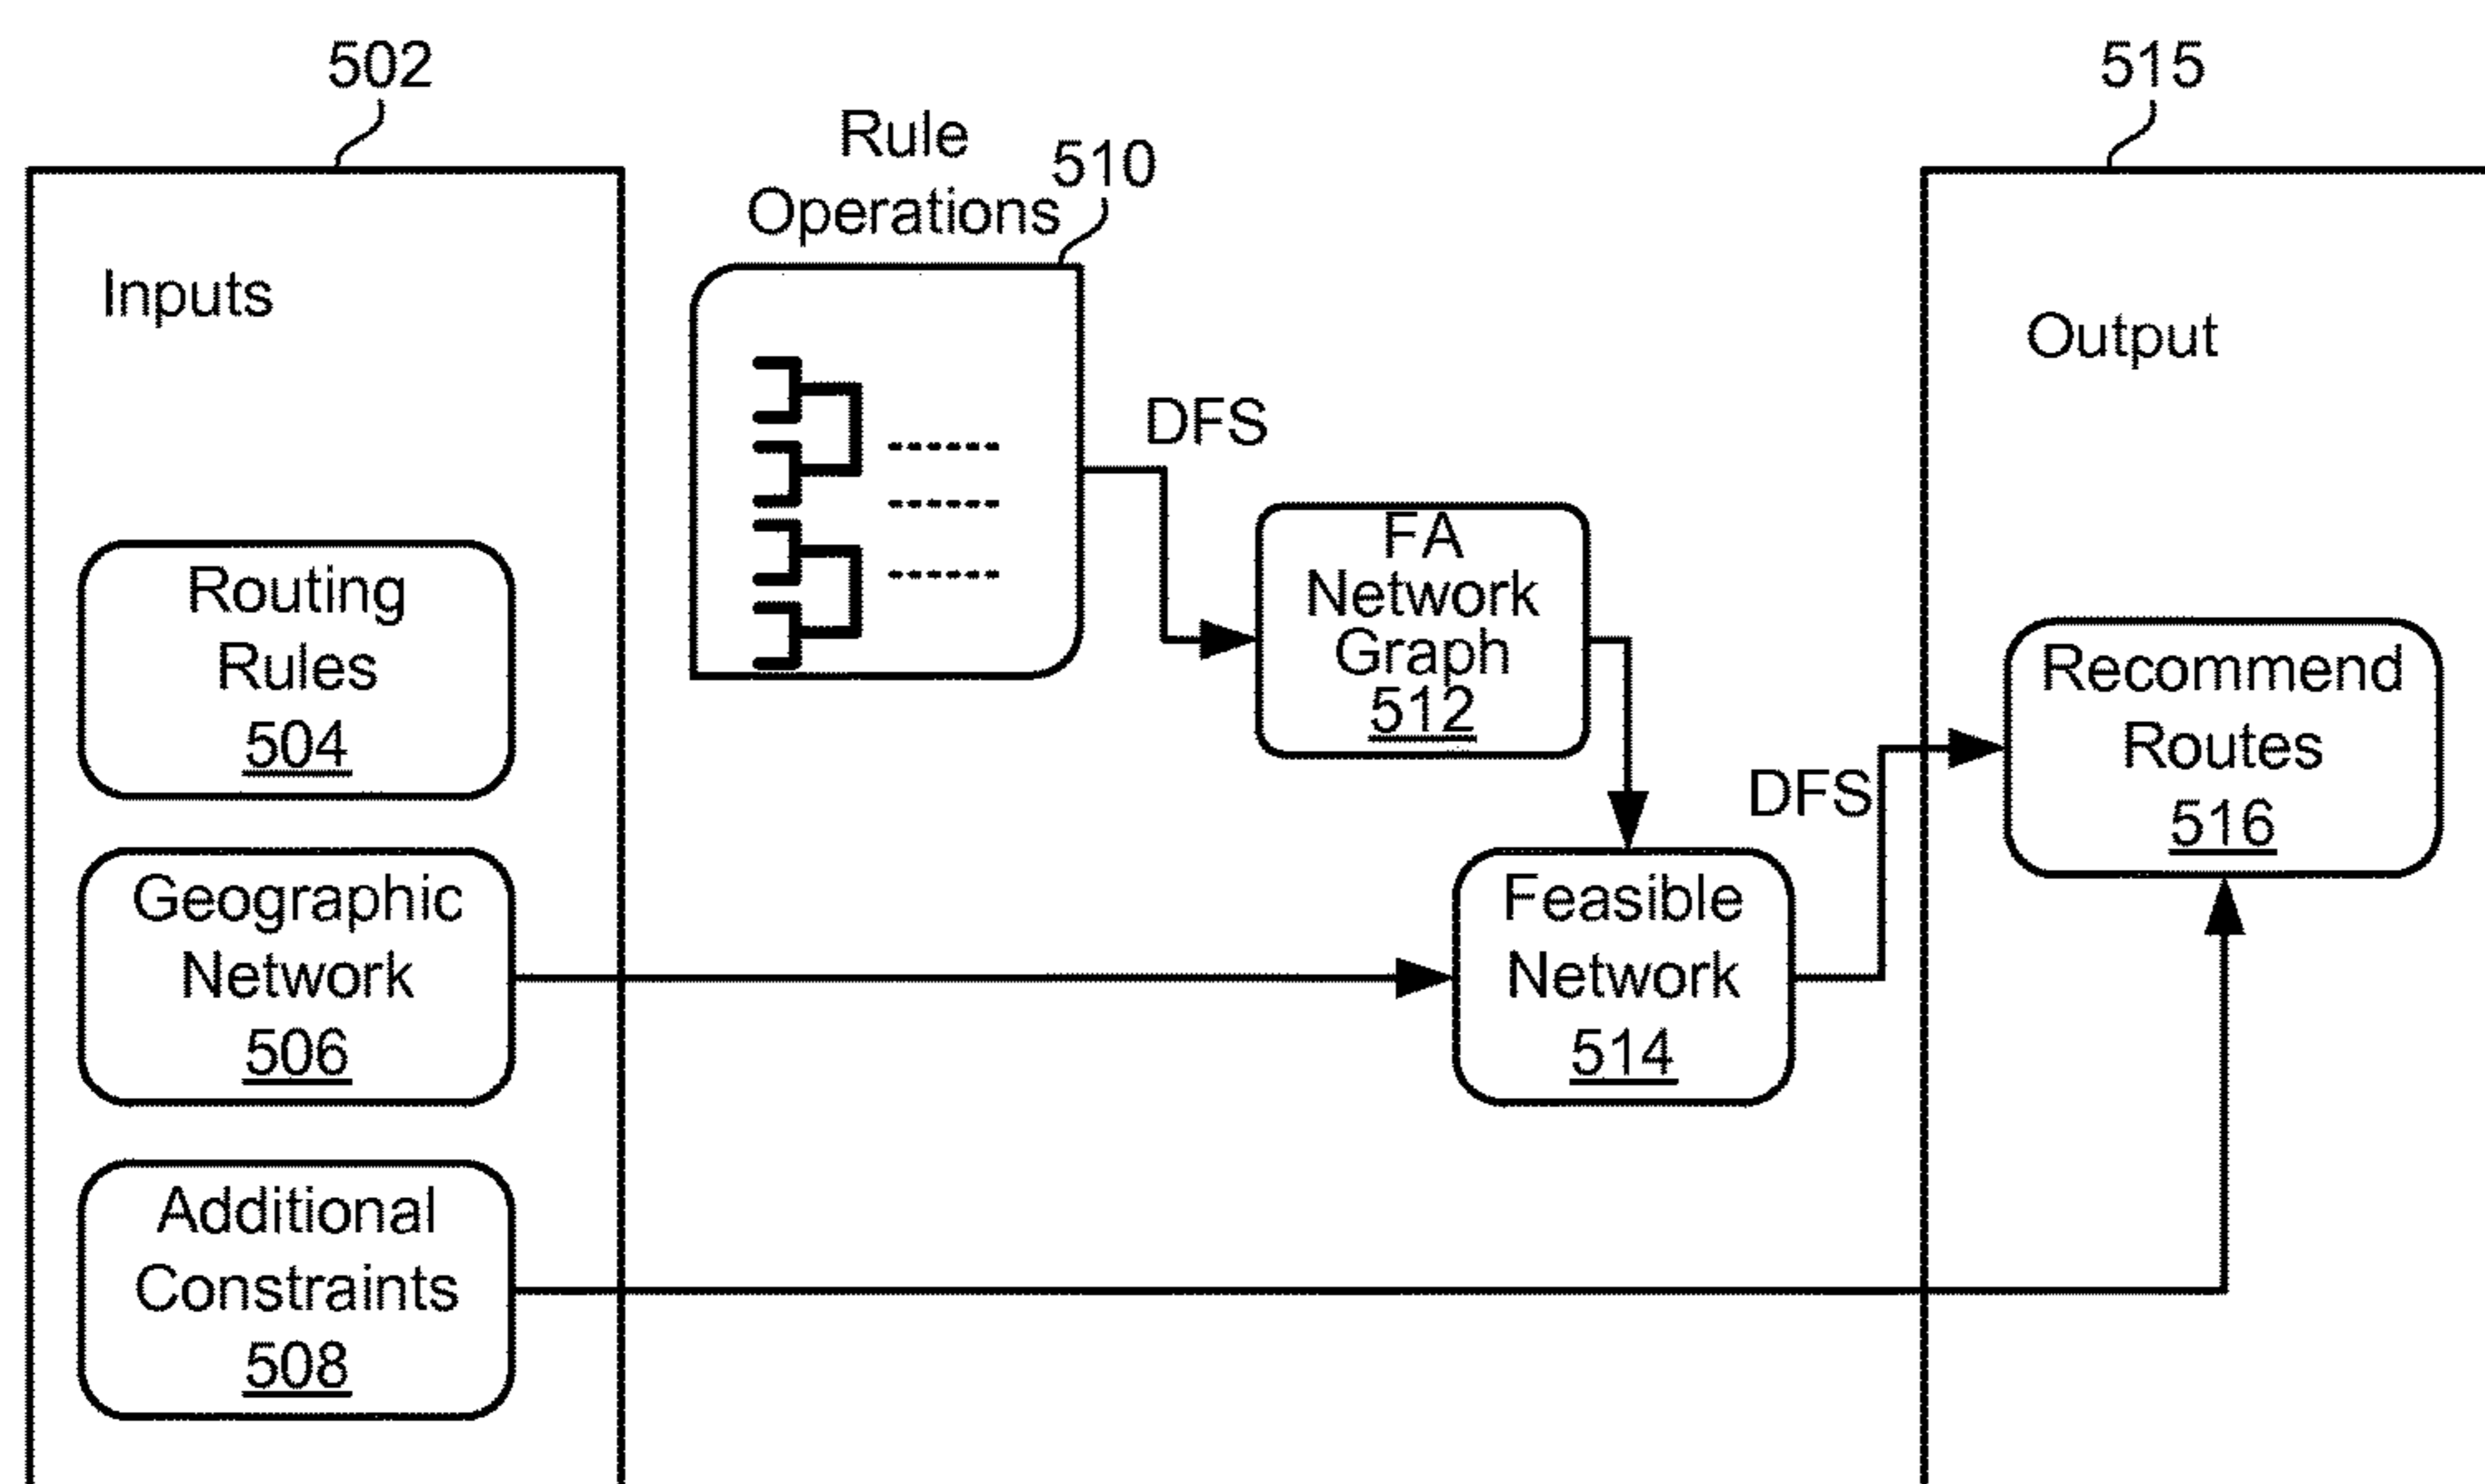 502
Inputs
Routing
Rules
504
Geographic
Network
506
Additional
Constraints
508
Rule
Operations
510
DFS
FA
Network
Graph
512
Feasible
Network
514
DFS
515
Output
Recommend
Routes
516